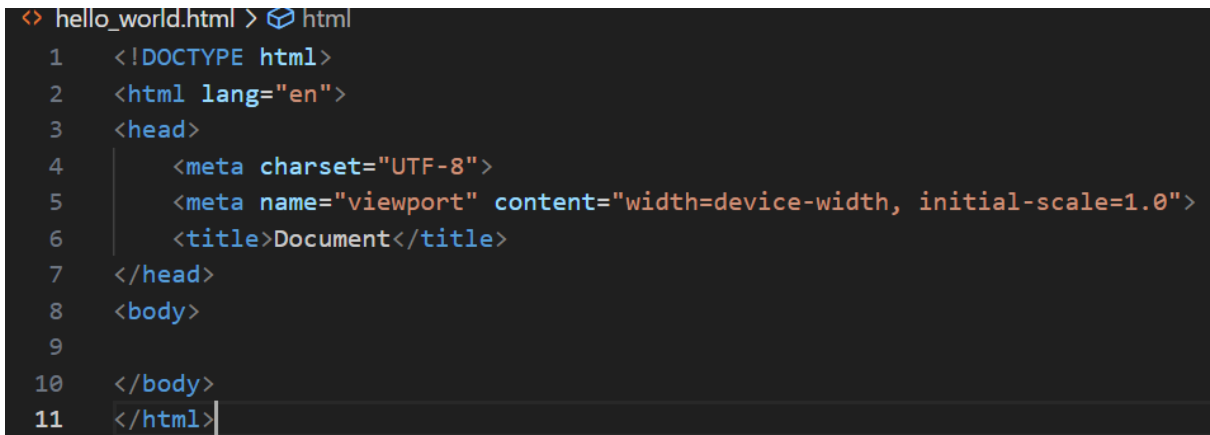 hello_world.html > html
1 <!DOCTYPE html>
2 <html lang="en">
3 <head>
4 <meta charset="UTF-8">
5 <meta name="viewport" content="width=device-width, initial-scale=1.0">
6 <title>Document</title>
7 </head>
8 <body>
9
10 </body>
11 </html>